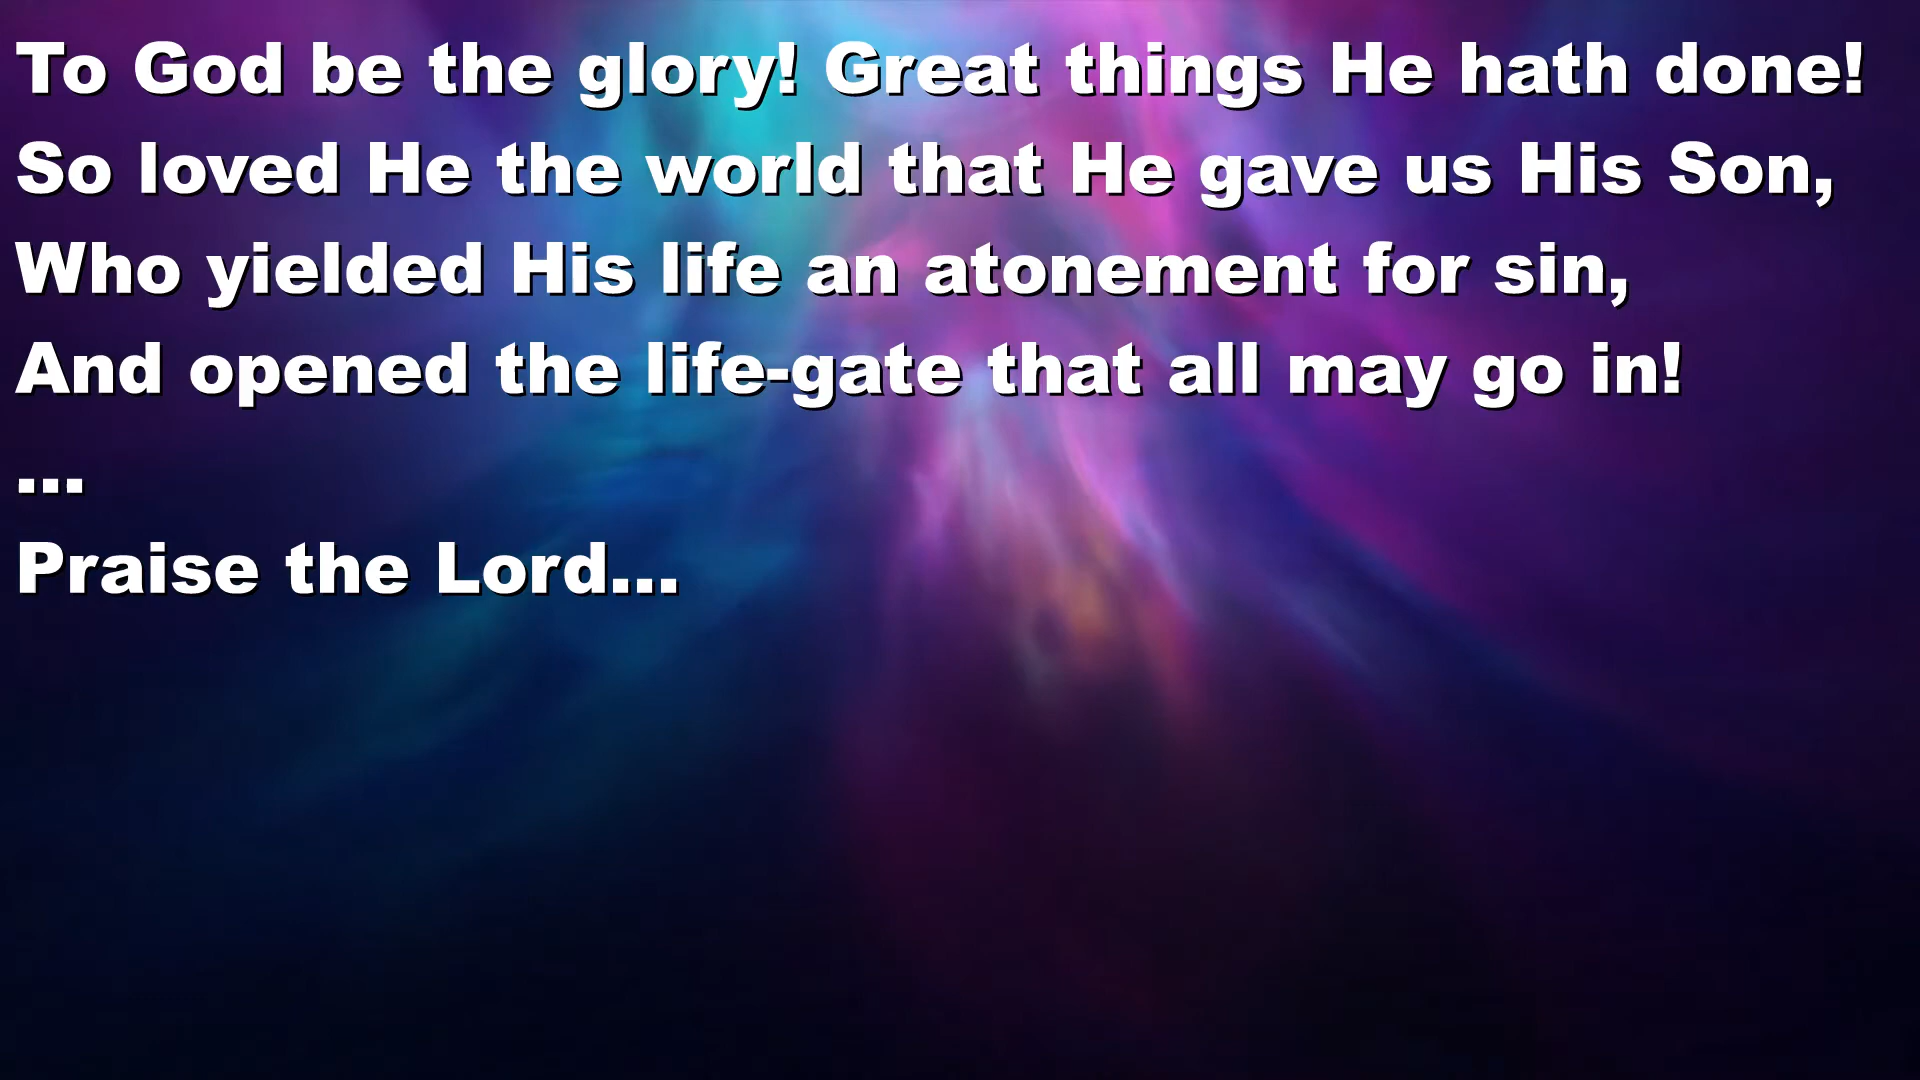 To God be the glory! Great things He hath done!
So loved He the world that He gave us His Son,
Who yielded His life an atonement for sin,
And opened the life-gate that all may go in!
...
Praise the Lord...